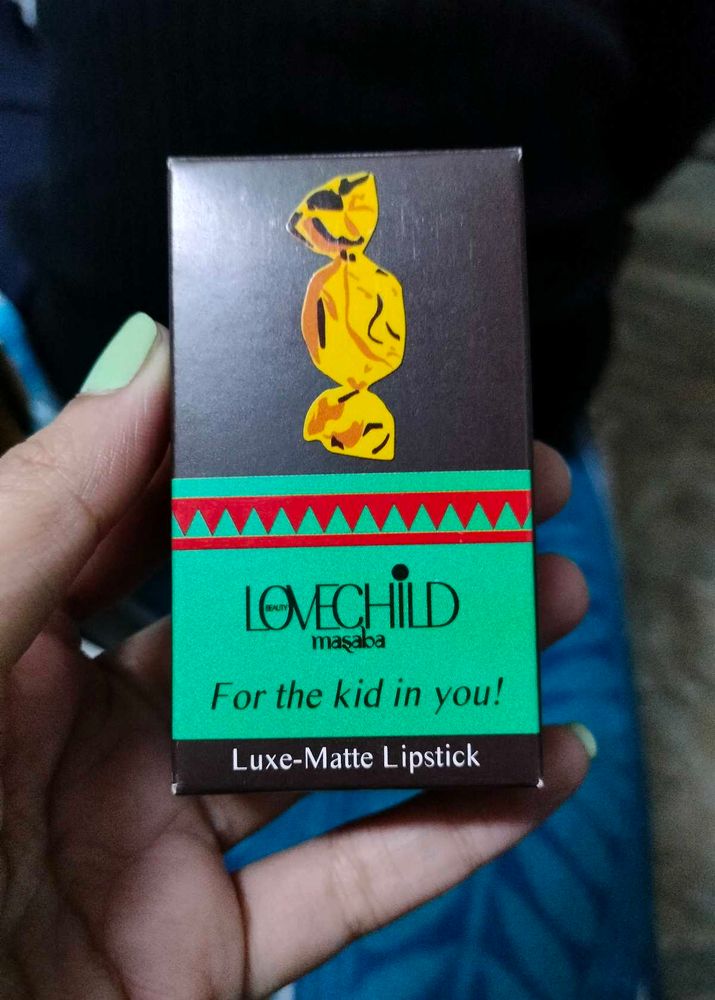 LOVECHILD
BEAUTY
masaba
For the kid in you!
Luxe-Matte Lipstick